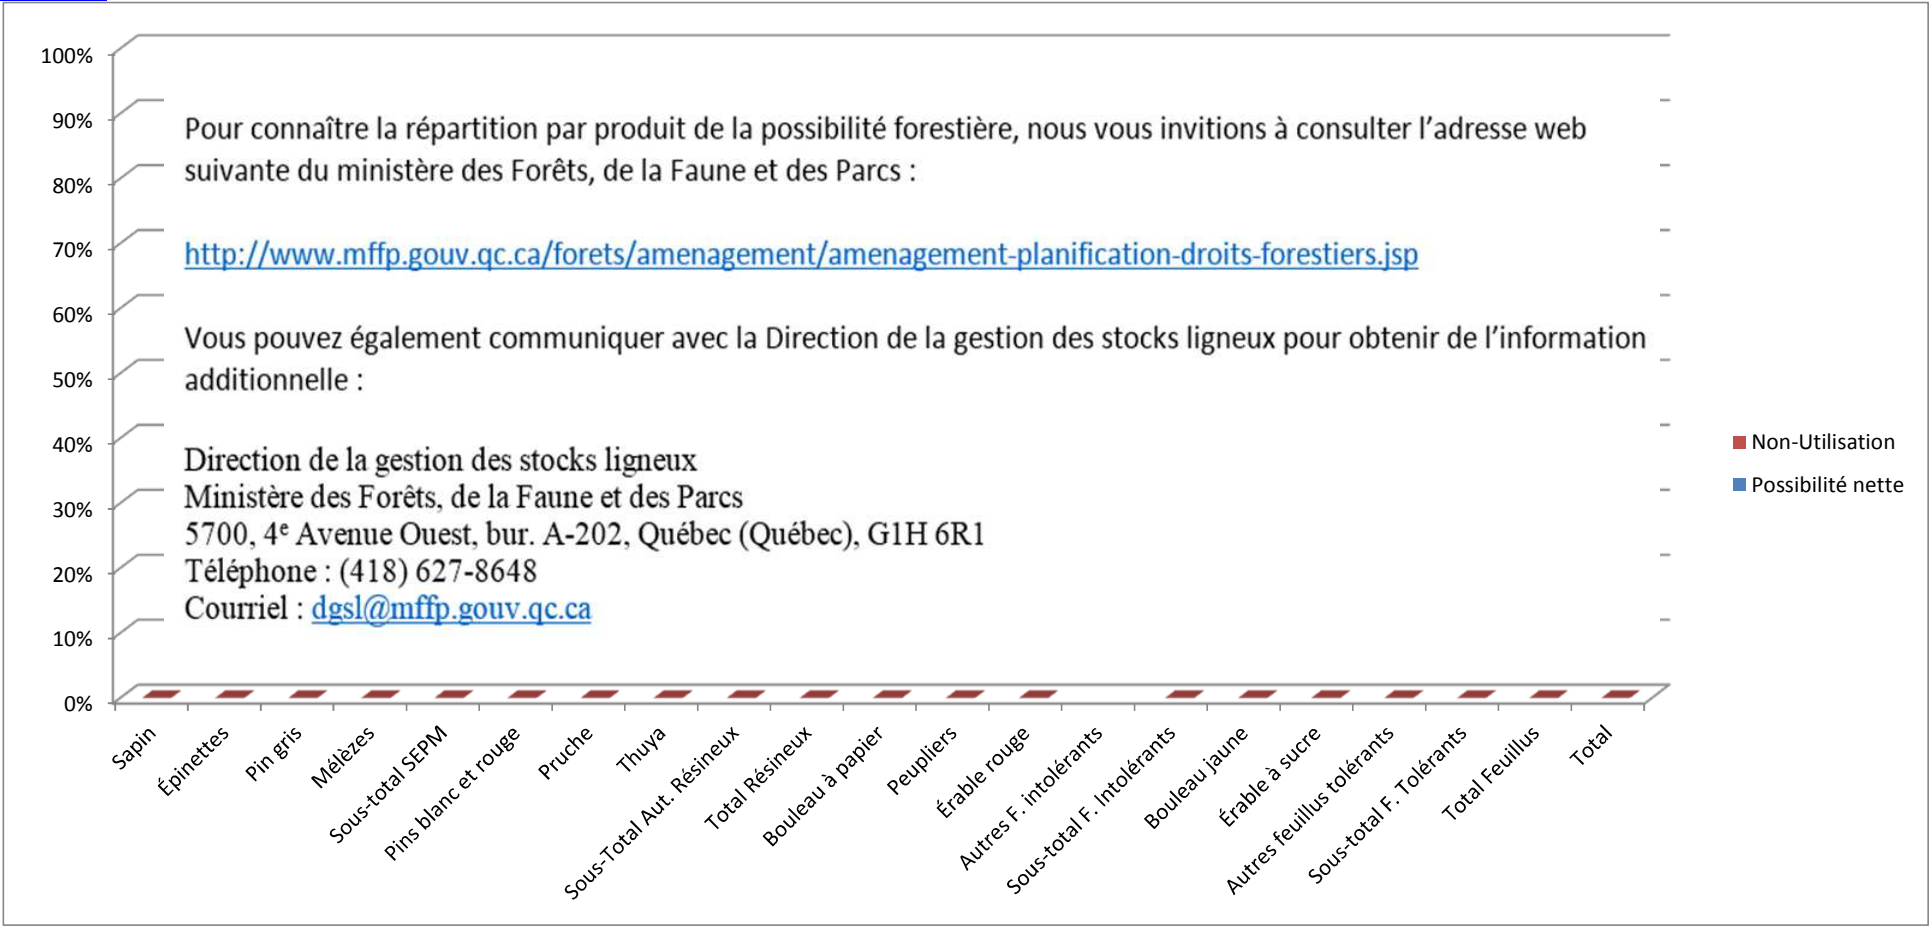 100%
90%
80%
70%
60%
50%
40%
30%
20%
10%
0%
Pour connaître la répartition par produit de la possibilité forestière, nous vous invitions à consulter l'adresse web
suivante du ministère des Forêts, de la Faune et des Parcs :
http://www.mffp.gouv.qc.ca/forets/amenagement/amenagement-planification-droits-forestiers.jsp
Vous pouvez également communiquer avec la Direction de la gestion des stocks ligneux pour obtenir de l'information
additionnelle :
Direction de la gestion des stocks ligneux
Ministère des Forêts, de la Faune et des Parcs
5700, 4e Avenue Ouest, bur. A-202, Québec (Québec), G1H 6R1
Téléphone : (418) 627-8648
Courriel : dgsl@mffp.gouv.qc.ca
Non-Utilisation
Possibilité nette
Sapin
Épinettes
Pin gris
Mélèzes
Sous-total SEPM
Pins blanc et rouge
Pruche
Thuya
Sous-Total Aut. Résineux
Total Résineux
Bouleau à papier
Peupliers
Érable rouge
Autres F. intolérants
Sous-total F. Intolérants
Bouleau jaune
Érable à sucre
Autres feuillus tolérants
Sous-total F. Tolérants
Total Feuillus
Total